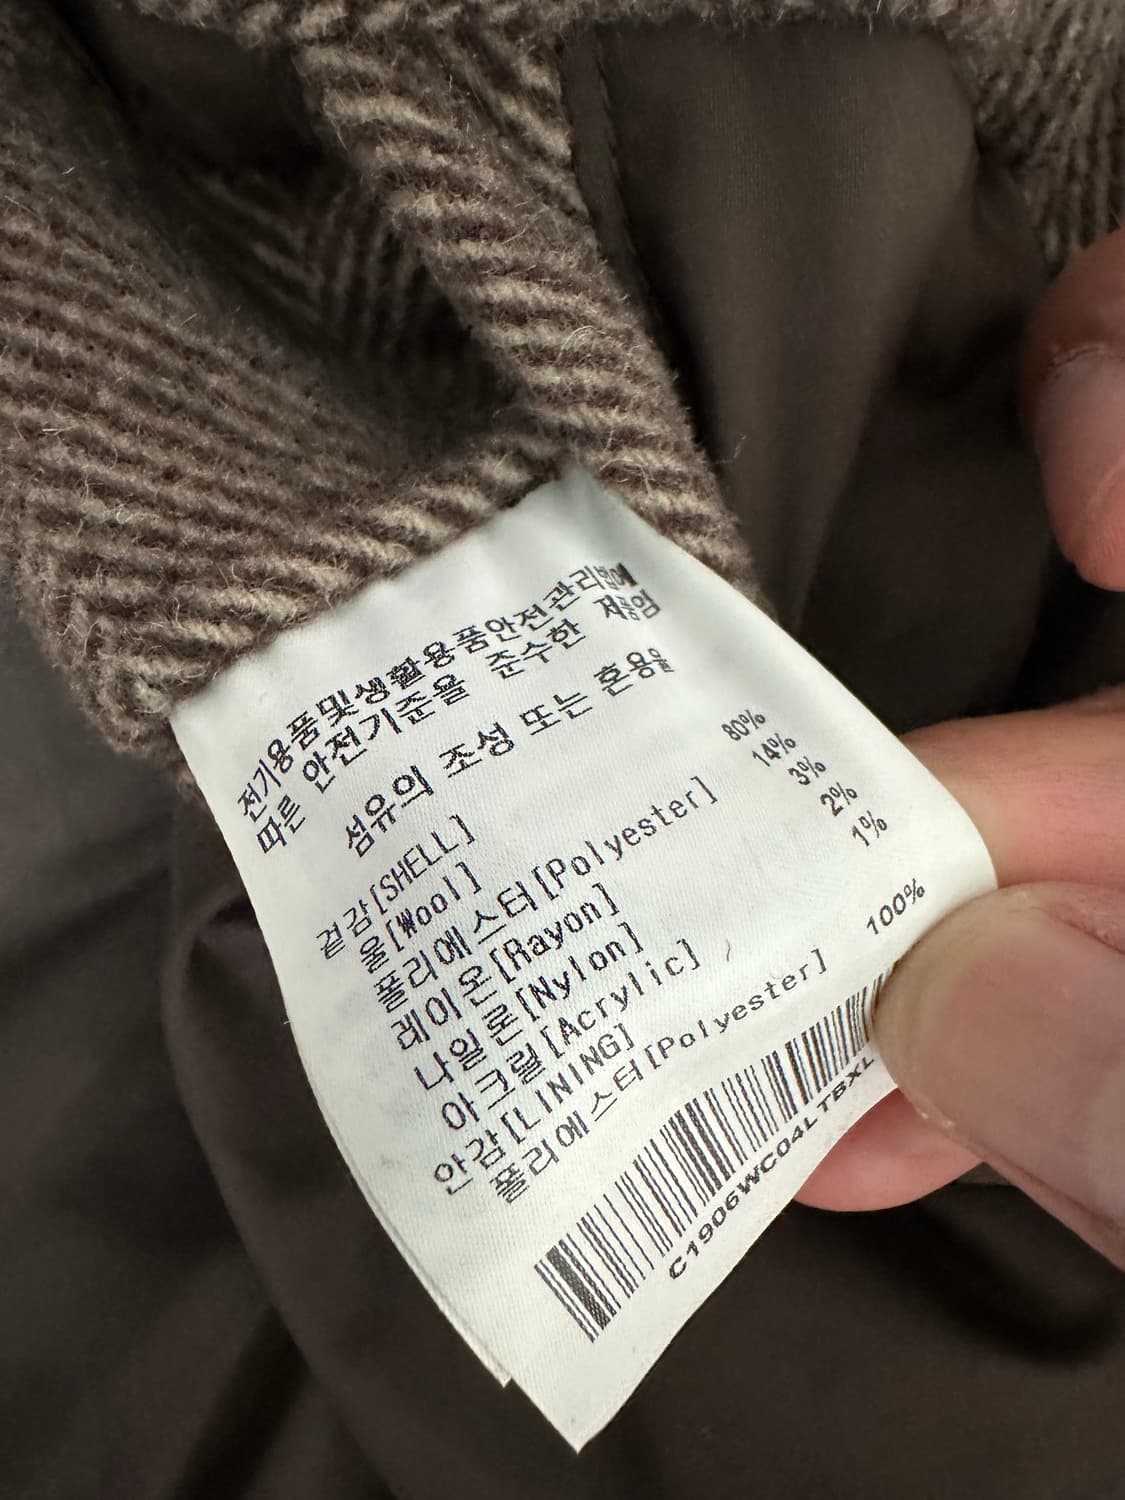 전기용품및생활용품안전관리법에
따른 안전기준을 준수한 제품임
섬유의 조성 또는 혼용율
겉감[SHELL]
울[Wool] 80%
폴리에스터[Polyester] 14%
레이온[Rayon] 3%
나일론[Nylon] 2%
아크릴[Acrylic] 1%
안감[LINING]
폴리에스터[Polyester] 100%
C1906WC04LTBXL